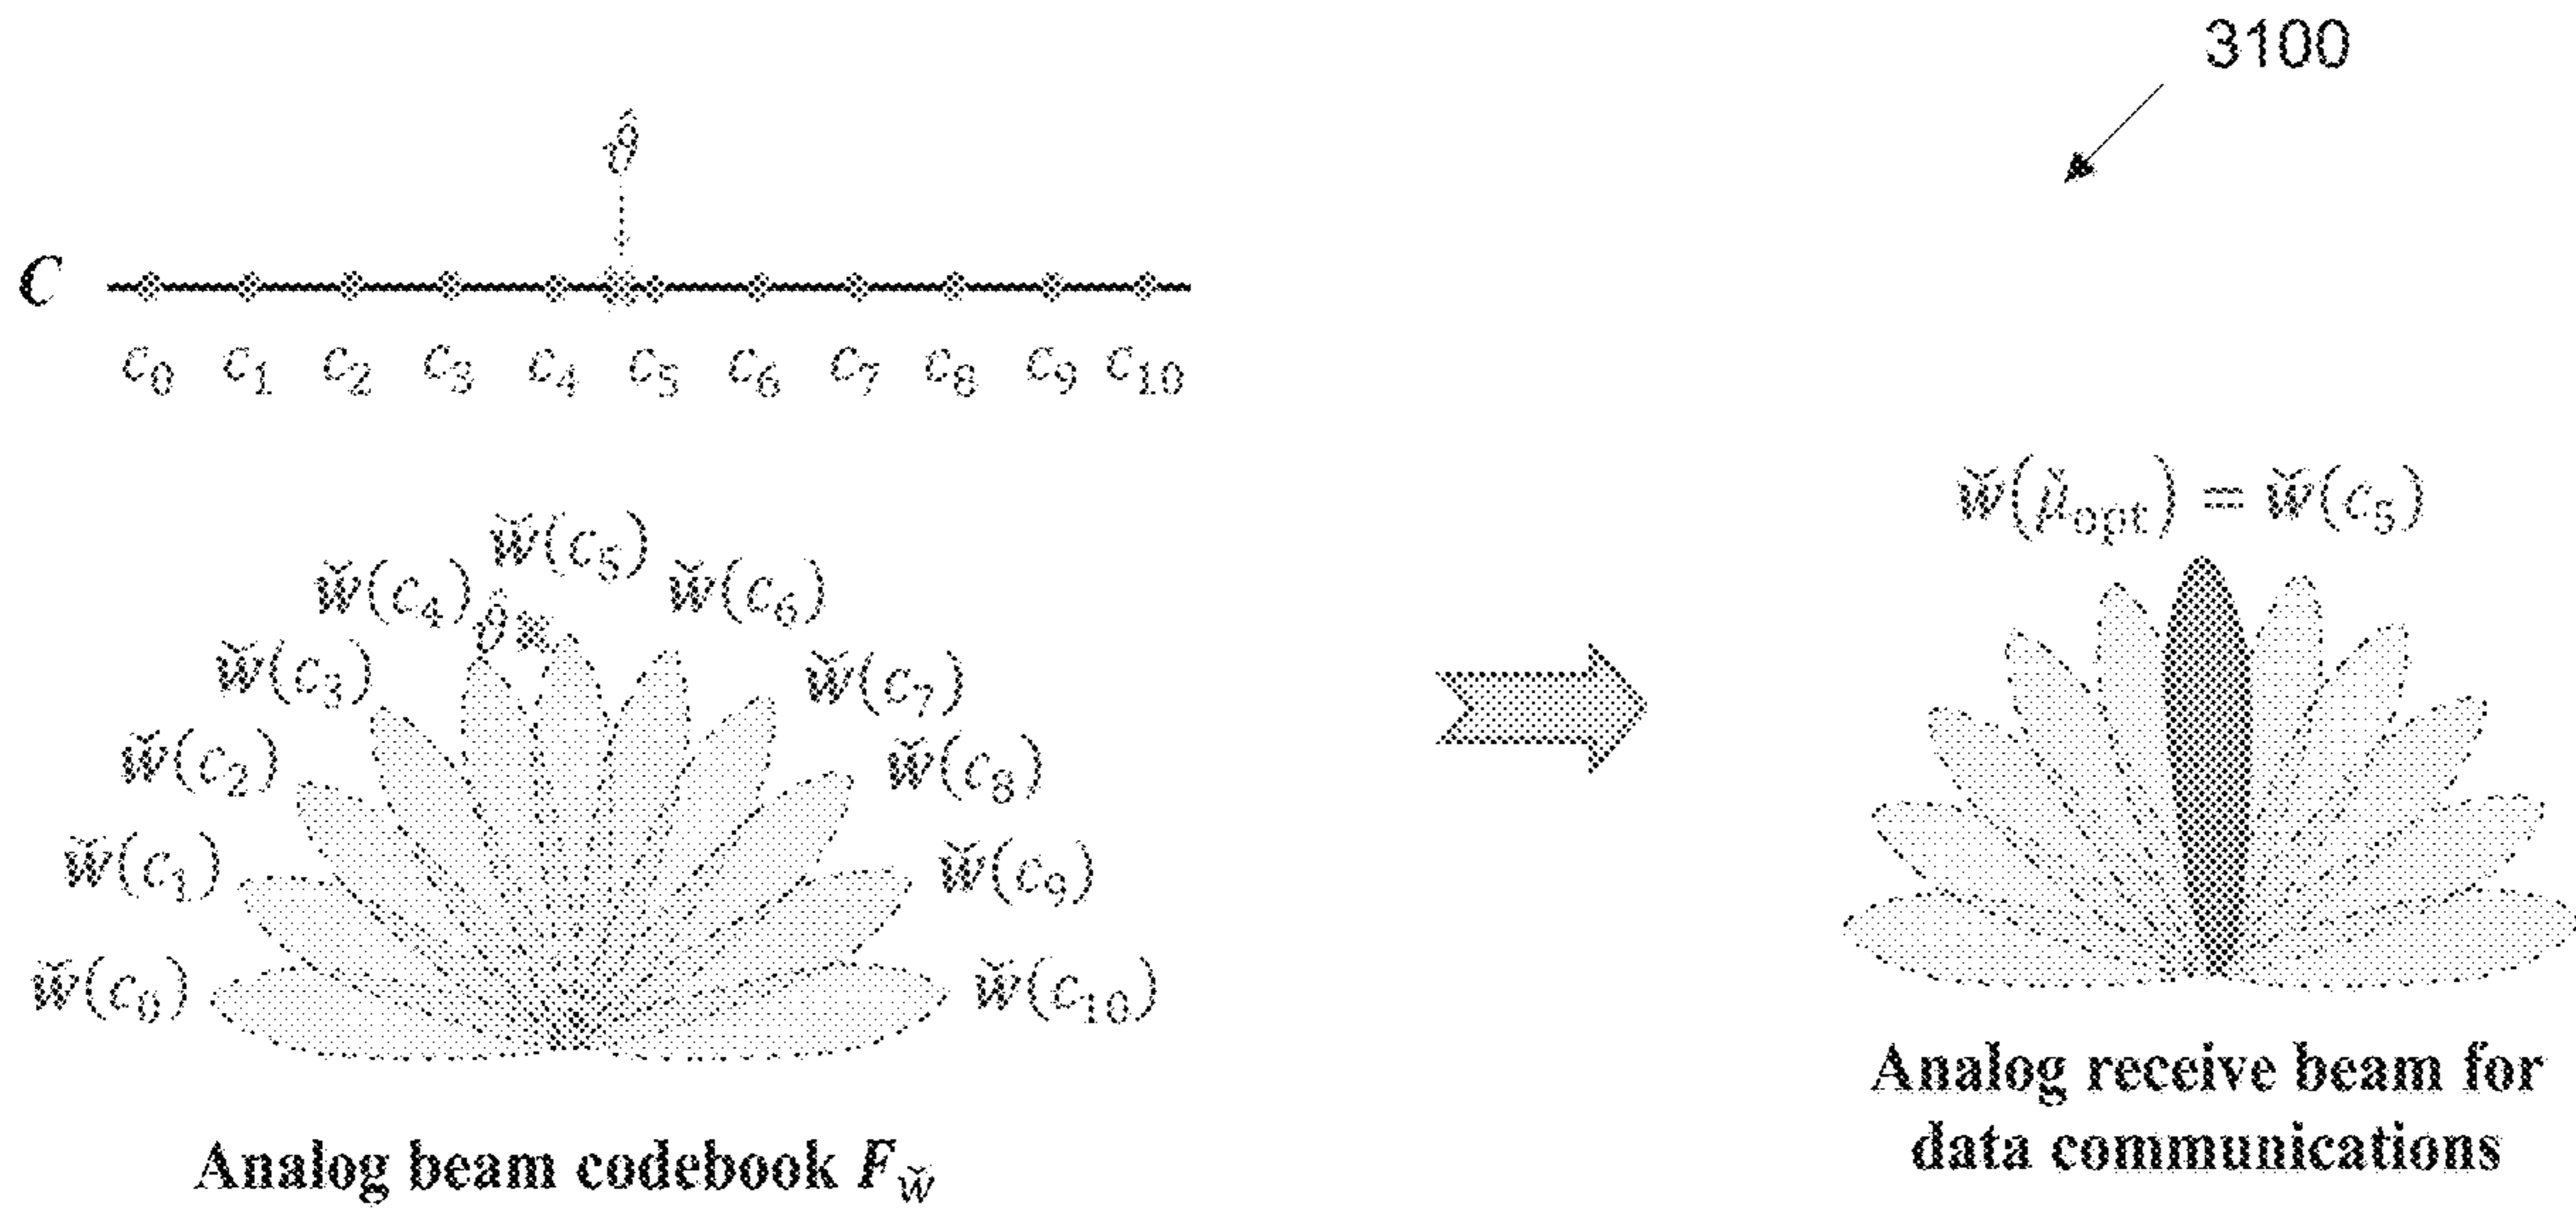 3100
ϑ̂
C
c₀ c₁ c₂ c₃ c₄ c₅ c₆ c₇ c₈ c₉ c₁₀
w̌(μ̌ₒₚₜ) = w̌(c₅)
w̌(c₅)
w̌(c₄) ϑ̂ w̌(c₆)
w̌(c₃) w̌(c₇)
w̌(c₂) w̌(c₈)
w̌(c₁) w̌(c₉)
w̌(c₀) w̌(c₁₀)
Analog beam codebook F_w̌
Analog receive beam for
data communications